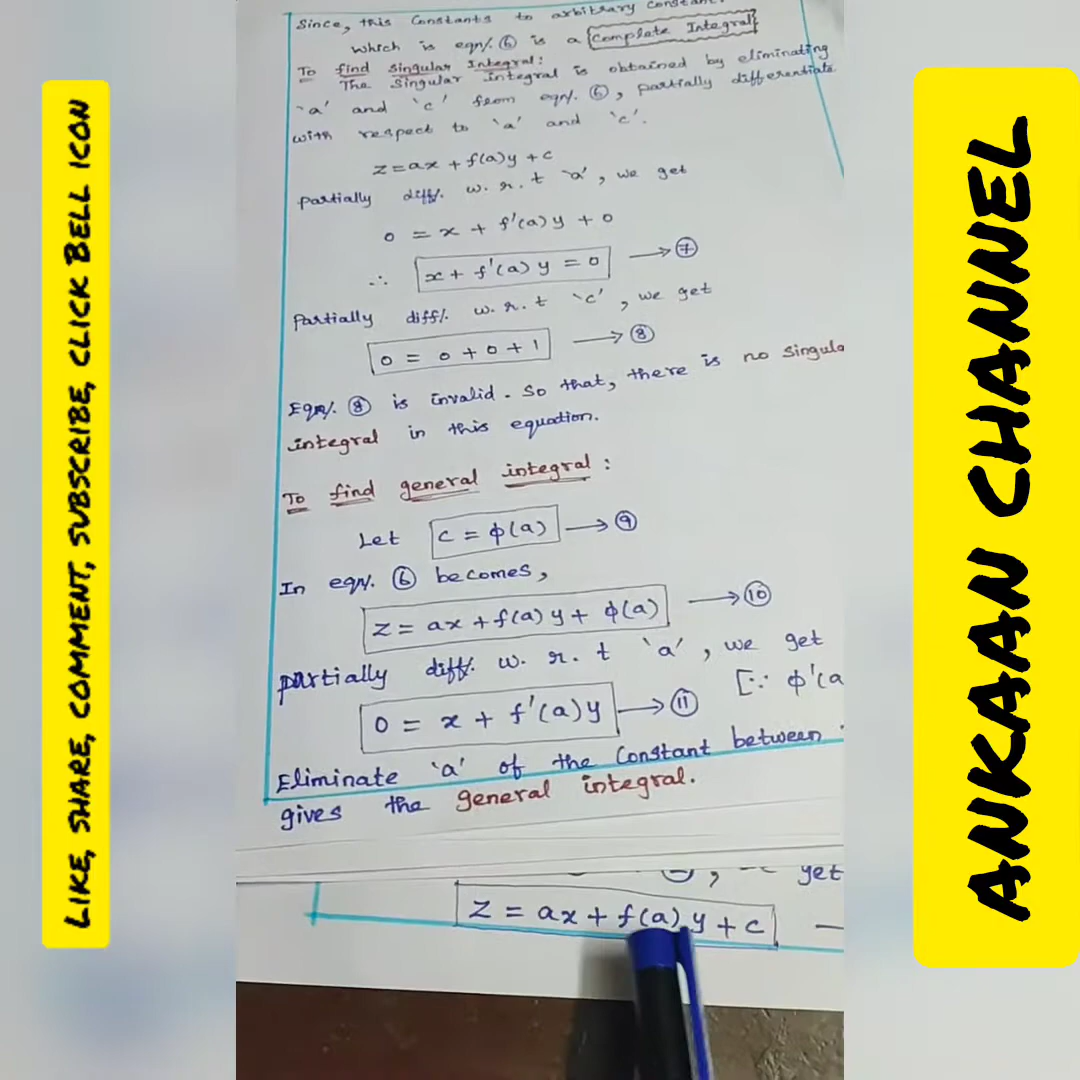 LIKE, SHARE, COMMENT, SUBSCRIBE, CLICK BELL ICON
Since, this Constants to arbitrary constant.
which is eqn/. ⑥ is a Complete Integral
To find singular Integral:
The Singular integral is obtained by eliminating
'a' and 'c' from eqn/. ⑥, partially differentiate
with respect to 'a' and 'c'.
z = ax + f(a)y + c
partially diff/. w.r.t 'a', we get
0 = x + f'(a)y + 0
∴ x + f'(a)y = 0 → ⑦
Partially diff/. w.r.t 'c', we get
0 = 0 + 0 + 1 → ⑧
Eqn/. ⑧ is invalid. So that, there is no singula
integral in this equation.
To find general integral:
Let c = ϕ(a) → ⑨
In eqn/. ⑥ becomes,
z = ax + f(a)y + ϕ(a) → ⑩
partially diff/. w.r.t 'a', we get
[∵ ϕ'(a
0 = x + f'(a)y → ⑪
Eliminate 'a' of the Constant between
gives the general integral.
, we get
z = ax + f(a)y + c
ANKAAN CHANNEL